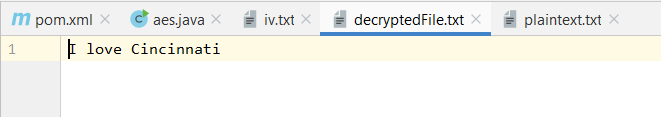 pom.xml aes.java iv.txt decryptedFile.txt plaintext.txt
1 I love Cincinnati